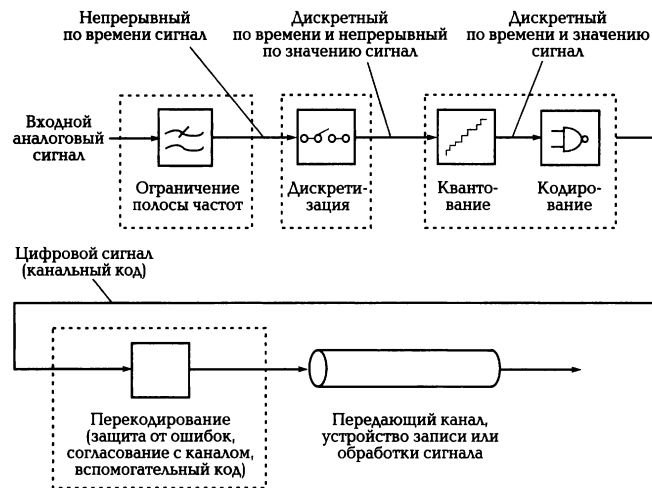 Непрерывный
по времени сигнал
Дискретный
по времени и непрерывный
по значению сигнал
Дискретный
по времени и значению
сигнал
Входной
аналоговый
сигнал
Ограничение
полосы частот
Дискрети-
зация
Кванто-
вание
Кодиро-
вание
Цифровой сигнал
(канальный код)
Перекодирование
(защита от ошибок,
согласование с каналом,
вспомогательный код)
Передающий канал,
устройство записи или
обработки сигнала